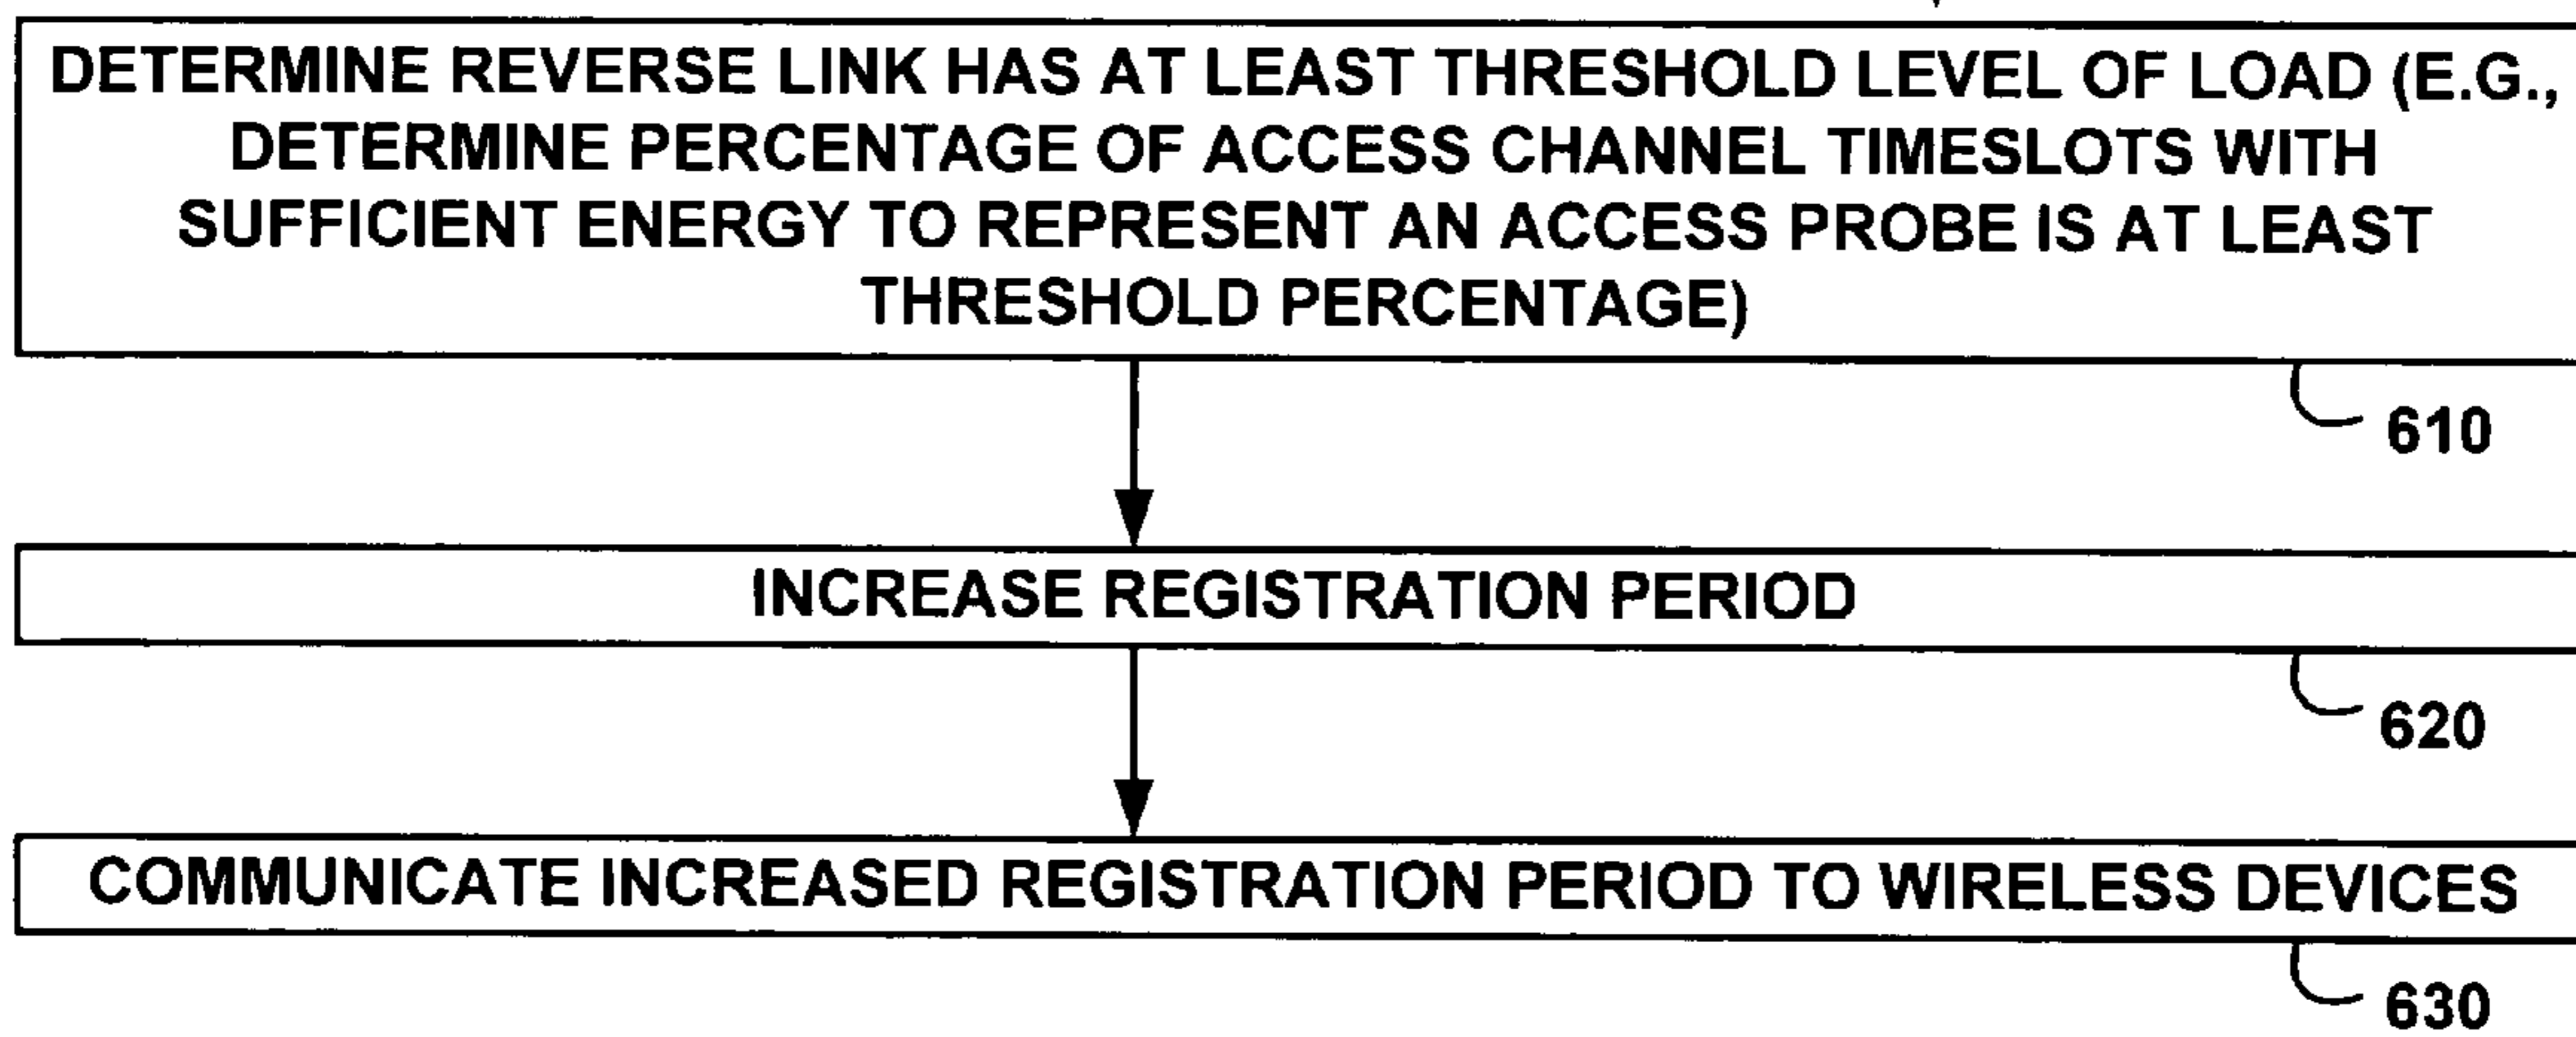 DETERMINE REVERSE LINK HAS AT LEAST THRESHOLD LEVEL OF LOAD (E.G.,
DETERMINE PERCENTAGE OF ACCESS CHANNEL TIMESLOTS WITH
SUFFICIENT ENERGY TO REPRESENT AN ACCESS PROBE IS AT LEAST
THRESHOLD PERCENTAGE)
610
INCREASE REGISTRATION PERIOD
620
COMMUNICATE INCREASED REGISTRATION PERIOD TO WIRELESS DEVICES
630